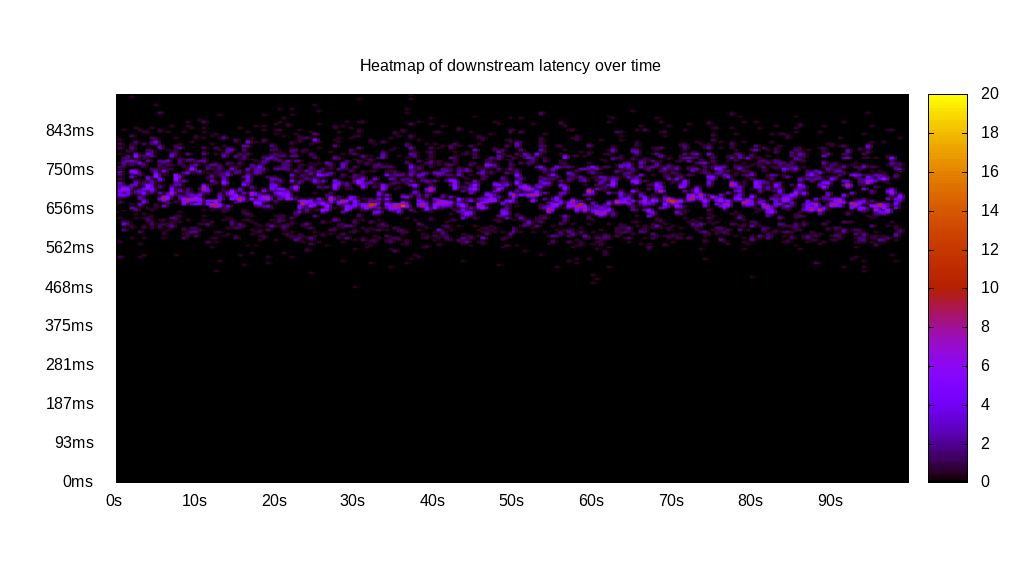 Heatmap of downstream latency over time
843ms
750ms
656ms
562ms
468ms
375ms
281ms
187ms
93ms
0ms
0s 10s 20s 30s 40s 50s 60s 70s 80s 90s
20
18
16
14
12
10
8
6
4
2
0